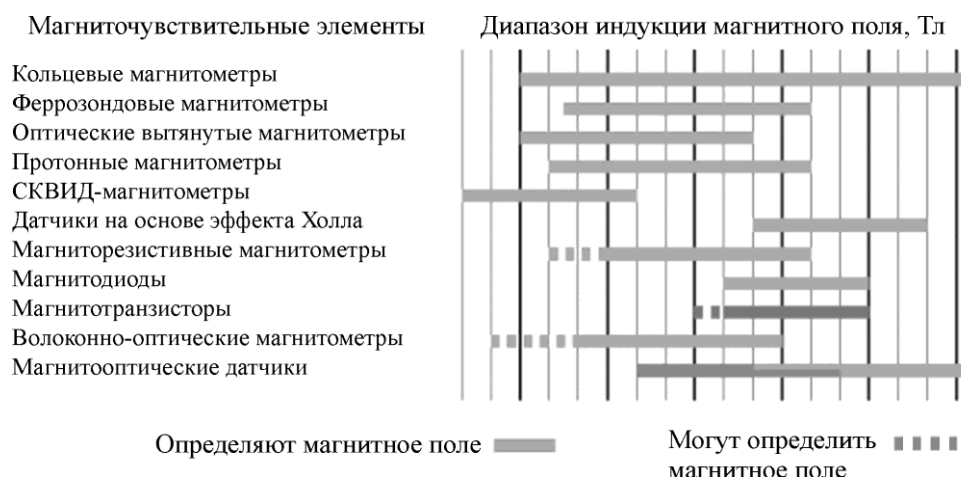 Магниточувствительные элементы
Диапазон индукции магнитного поля, Тл
Кольцевые магнитометры
Феррозондовые магнитометры
Оптические вытянутые магнитометры
Протонные магнитометры
СКВИД-магнитометры
Датчики на основе эффекта Холла
Магниторезистивные магнитометры
Магнитодиоды
Магнитотранзисторы
Волоконно-оптические магнитометры
Магнитооптические датчики
Определяют магнитное поле
Могут определить
магнитное поле